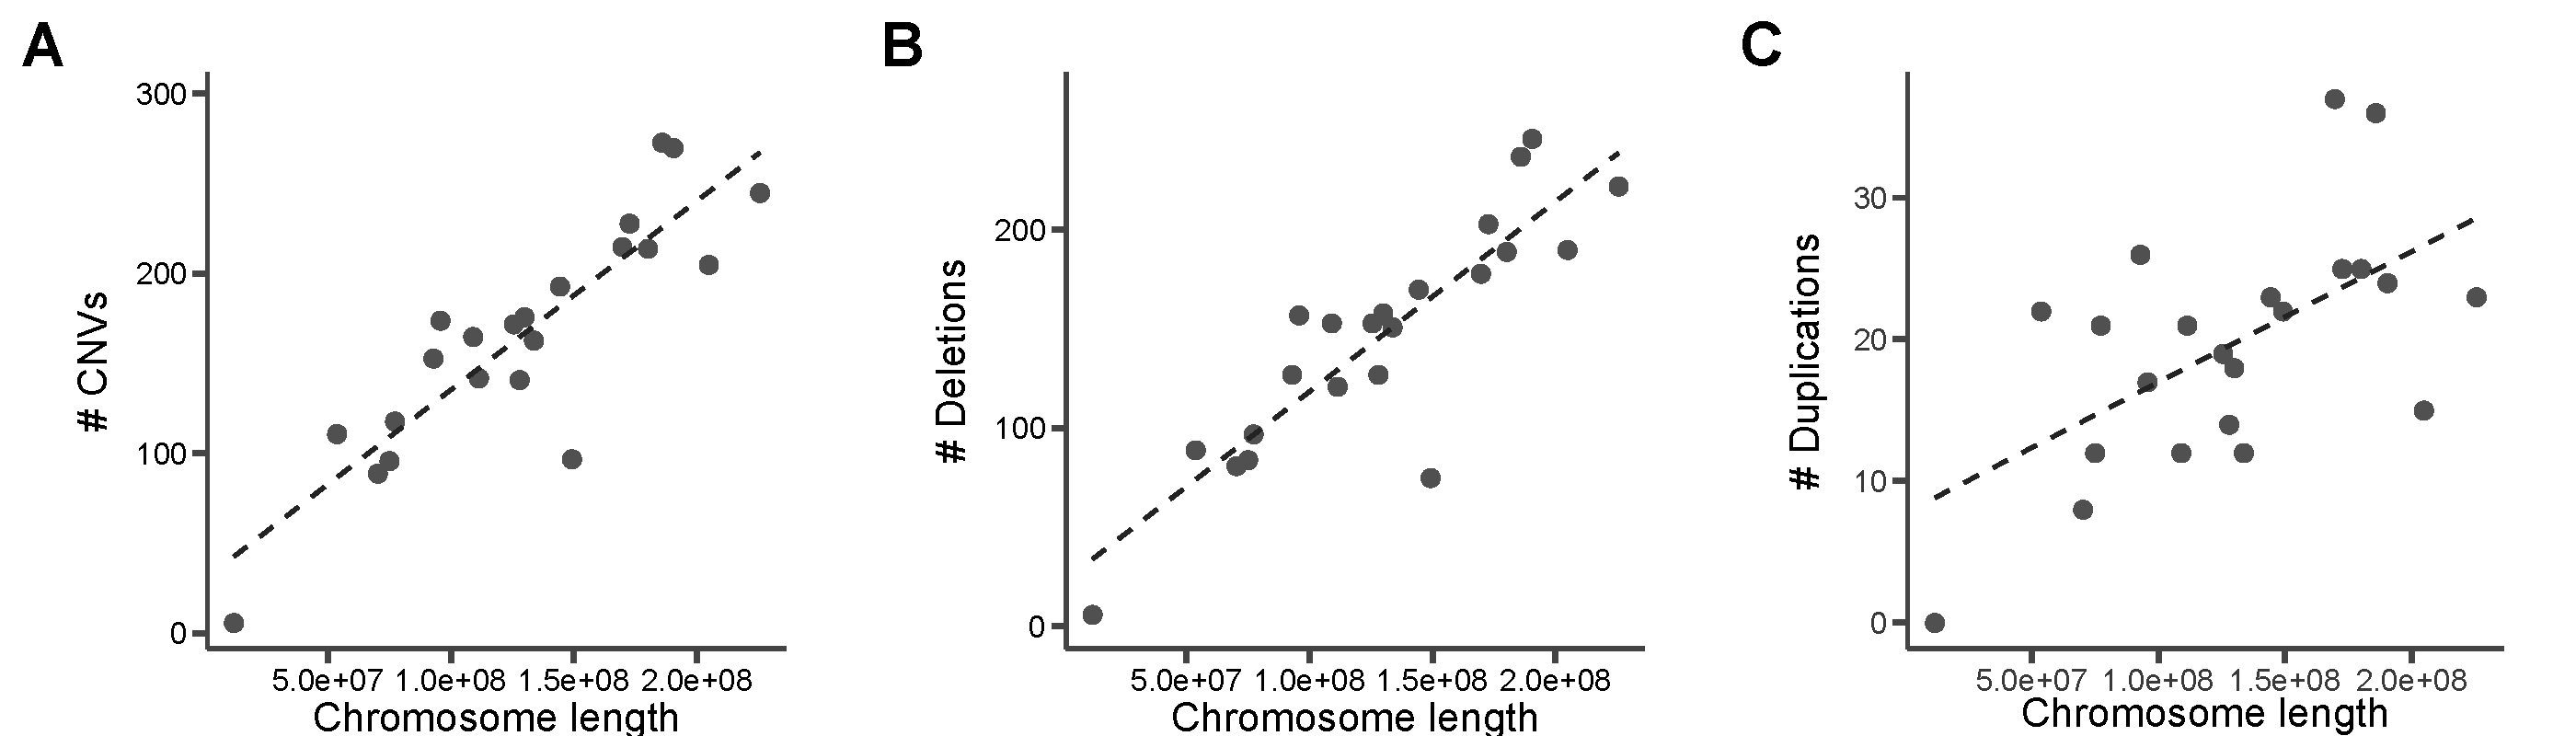 A
# CNVs
300
200
100
0
5.0e+07 1.0e+08 1.5e+08 2.0e+08
Chromosome length
B
# Deletions
200
100
0
5.0e+07 1.0e+08 1.5e+08 2.0e+08
Chromosome length
C
# Duplications
30
20
10
0
5.0e+07 1.0e+08 1.5e+08 2.0e+08
Chromosome length